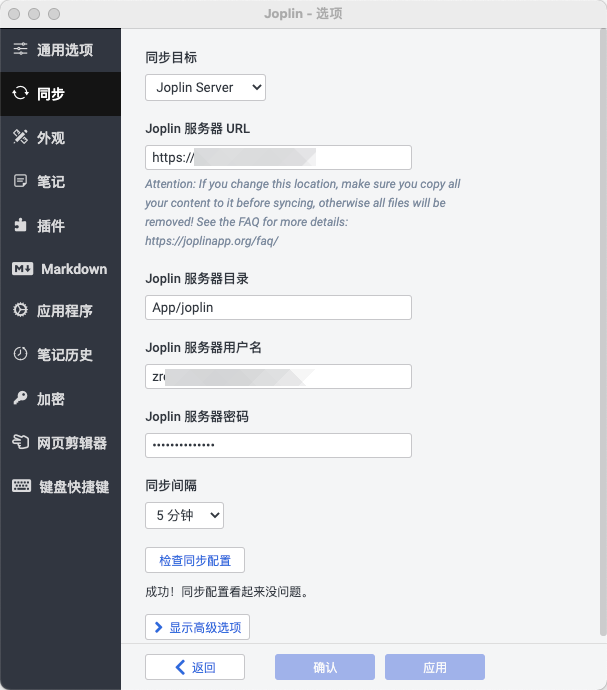 Joplin - 选项
通用选项
同步
外观
笔记
插件
Markdown
应用程序
笔记历史
加密
网页剪辑器
键盘快捷键
同步目标
Joplin Server
Joplin 服务器 URL
https://
Attention: If you change this location, make sure you copy all
your content to it before syncing, otherwise all files will be
removed! See the FAQ for more details:
https://joplinapp.org/faq/
Joplin 服务器目录
App/joplin
Joplin 服务器用户名
Joplin 服务器密码
••••••••••••••
同步间隔
5 分钟
检查同步配置
成功！同步配置看起来没问题。
显示高级选项
返回
确认
应用